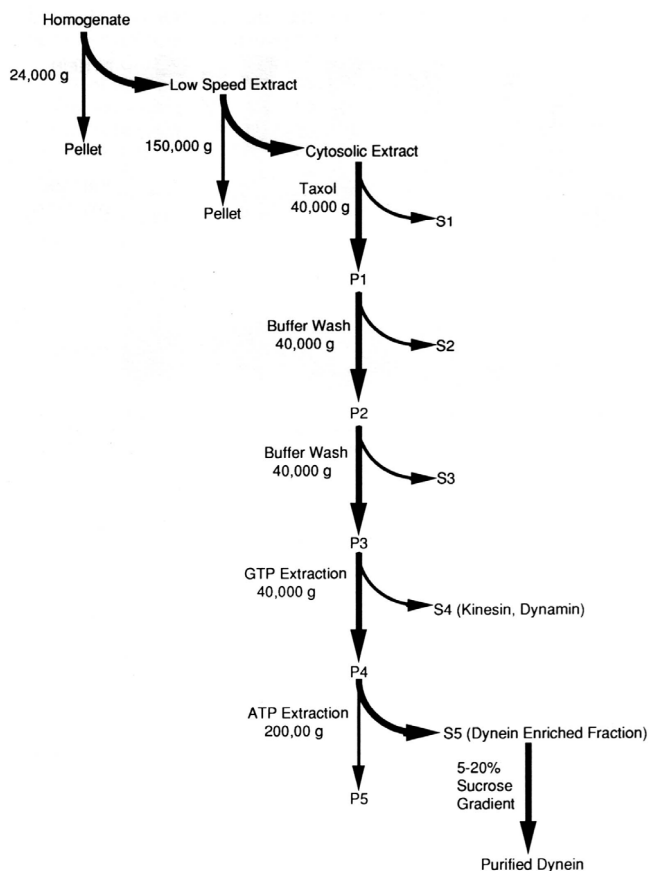 Homogenate
24,000 g
Low Speed Extract
Pellet
150,000 g
Cytosolic Extract
Pellet
Taxol
40,000 g
S1
P1
Buffer Wash
40,000 g
S2
P2
Buffer Wash
40,000 g
S3
P3
GTP Extraction
40,000 g
S4 (Kinesin, Dynamin)
P4
ATP Extraction
200,00 g
S5 (Dynein Enriched Fraction)
P5
5-20%
Sucrose
Gradient
Purified Dynein